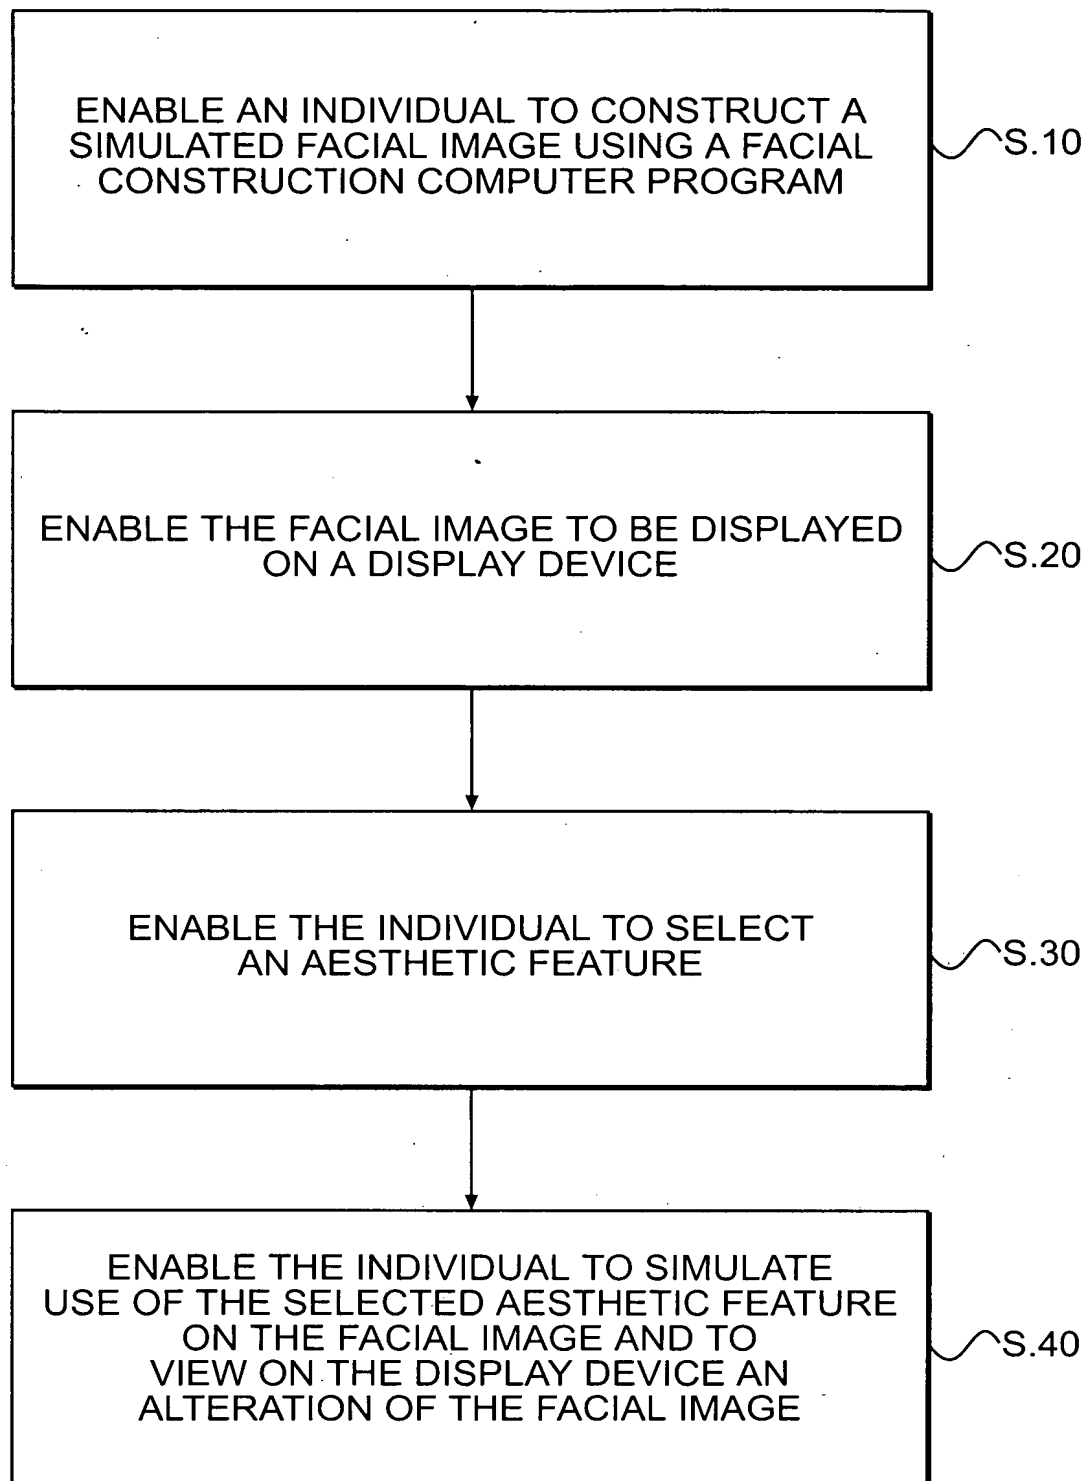 ENABLE AN INDIVIDUAL TO CONSTRUCT A
SIMULATED FACIAL IMAGE USING A FACIAL
CONSTRUCTION COMPUTER PROGRAM
S.10
ENABLE THE FACIAL IMAGE TO BE DISPLAYED
ON A DISPLAY DEVICE
S.20
ENABLE THE INDIVIDUAL TO SELECT
AN AESTHETIC FEATURE
S.30
ENABLE THE INDIVIDUAL TO SIMULATE
USE OF THE SELECTED AESTHETIC FEATURE
ON THE FACIAL IMAGE AND TO
VIEW ON THE DISPLAY DEVICE AN
ALTERATION OF THE FACIAL IMAGE
S.40